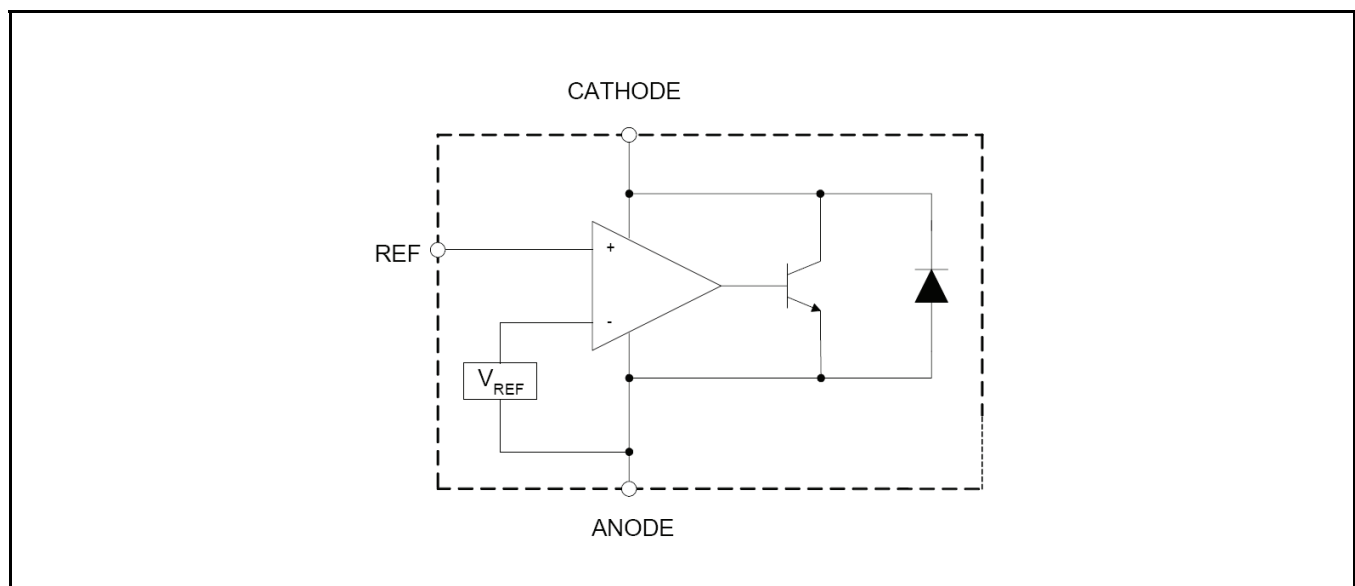 CATHODE
REF
+
-
VREF
ANODE